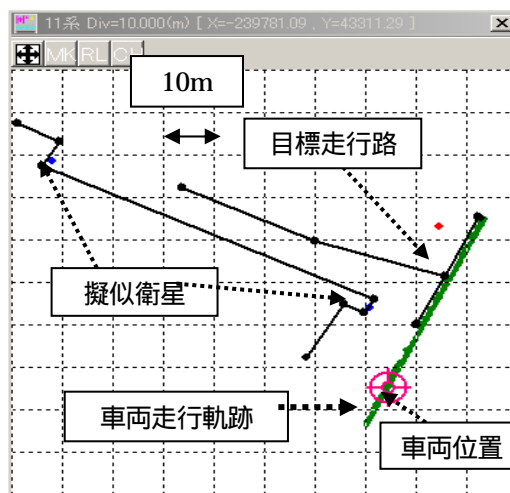 11系 Div=10.000(m) [ X=-239781.09 , Y=43311.29 ]
MK RL
10m
目標走行路
擬似衛星
車両走行軌跡
車両位置